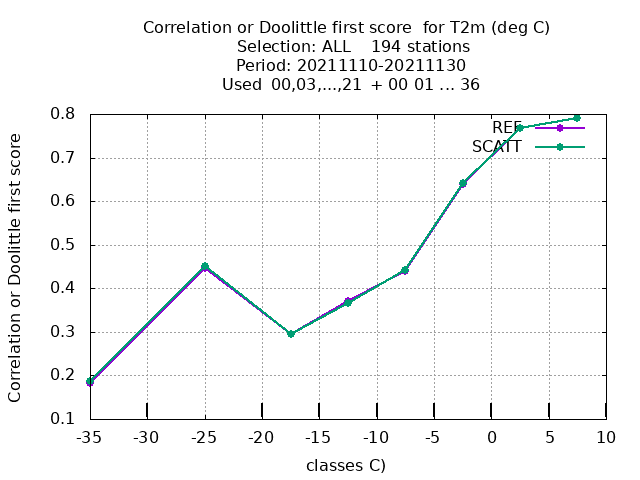 Correlation or Doolittle first score  for T2m (deg C)
Selection: ALL    194 stations
Period: 20211110-20211130
Used  00,03,...,21  + 00 01 ... 36
Correlation or Doolittle first score
0.8
0.7
0.6
0.5
0.4
0.3
0.2
0.1
REF
SCATT
-35 -30 -25 -20 -15 -10 -5 0 5 10
classes C)